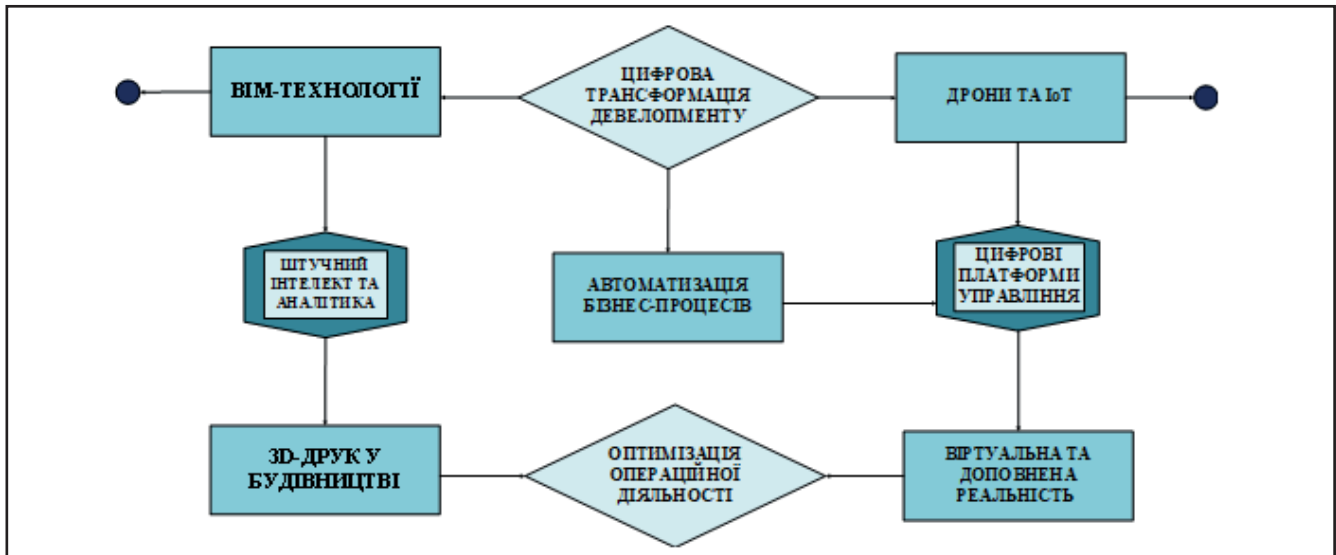 ВІМ-ТЕХНОЛОГІЇ
ЦИФРОВА
ТРАНСФОРМАЦІЯ
ДЕВЕЛОПМЕНТУ
ДРОНИ ТА ІоТ
ШТУЧНИЙ
ІНТЕЛЕКТ ТА
АНАЛІТИКА
АВТОМАТИЗАЦІЯ
БІЗНЕС-ПРОЦЕСІВ
ЦИФРОВІ
ПЛАТФОРМИ
УПРАВЛІННЯ
3D-ДРУК У
БУДІВНИЦТВІ
ОПТИМІЗАЦІЯ
ОПЕРАЦІЙНОЇ
ДІЯЛЬНОСТІ
ВІРТУАЛЬНА ТА
ДОПОВНЕНА
РЕАЛЬНІСТЬ